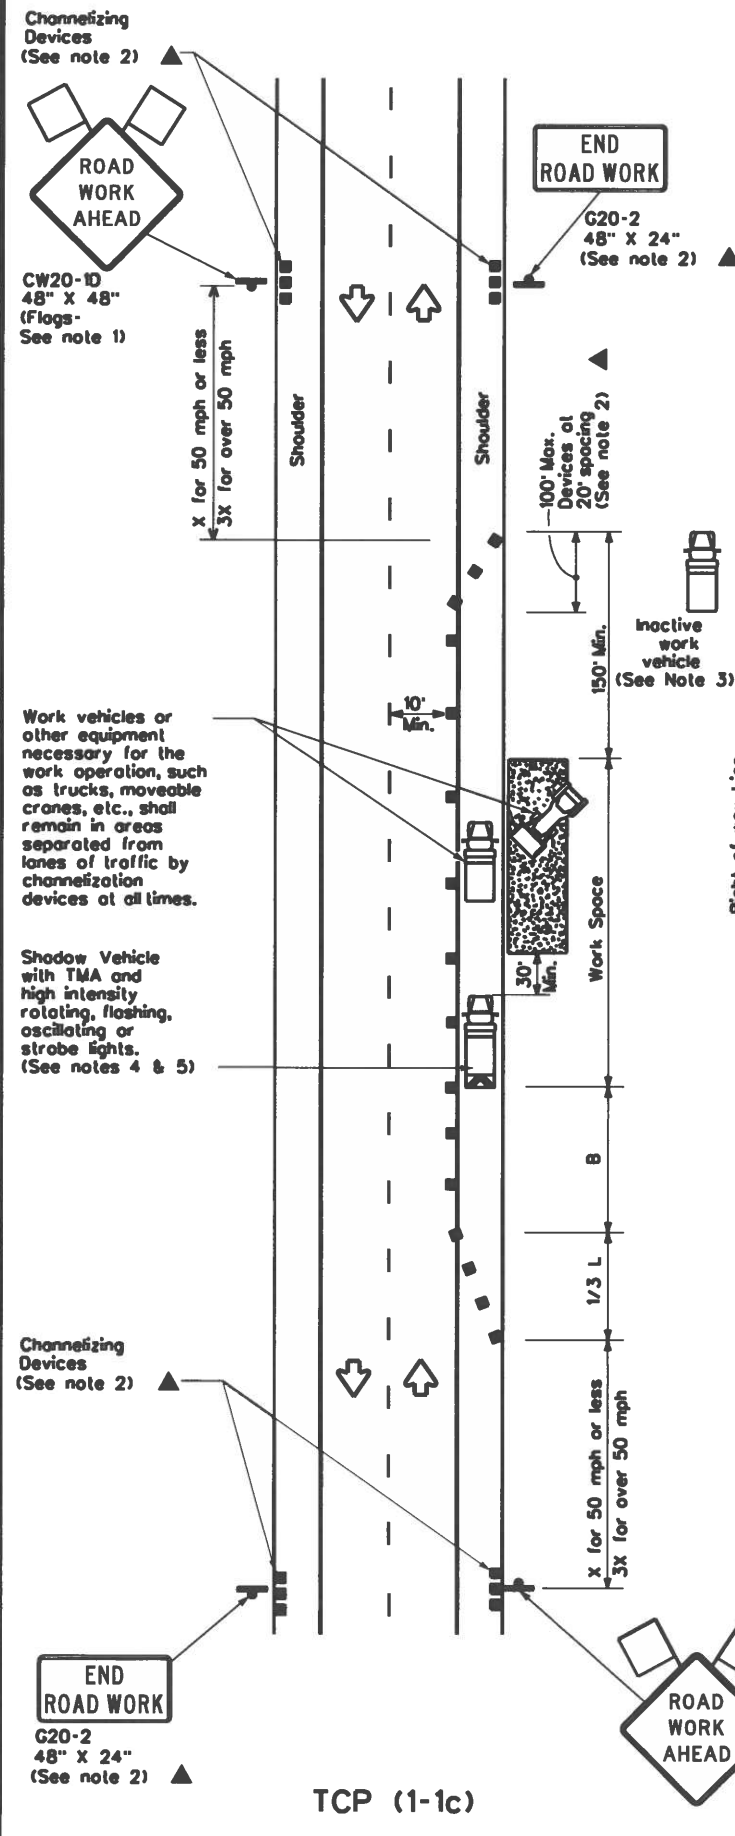 Channelizing
Devices
(See note 2)
ROAD
WORK
AHEAD
CW20-1D
48" X 48"
(Flags-
See note 1)
END
ROAD WORK
G20-2
48" X 24"
(See note 2)
X for 50 mph or less
3X for over 50 mph
Shoulder
Shoulder
100' Max.
Devices at
20' spacing
(See note 2)
150' Min.
Inactive
work
vehicle
(See Note 3)
10'
Min.
Work vehicles or
other equipment
necessary for the
work operation, such
as trucks, moveable
cranes, etc., shall
remain in areas
separated from
lanes of traffic by
channelization
devices at all times.
Work Space
30'
Min.
Shadow Vehicle
with TMA and
high intensity
rotating, flashing,
oscillating or
strobe lights.
(See notes 4 & 5)
B
1/3 L
Channelizing
Devices
(See note 2)
X for 50 mph or less
3X for over 50 mph
END
ROAD WORK
G20-2
48" X 24"
(See note 2)
ROAD
WORK
AHEAD
TCP (1-1c)